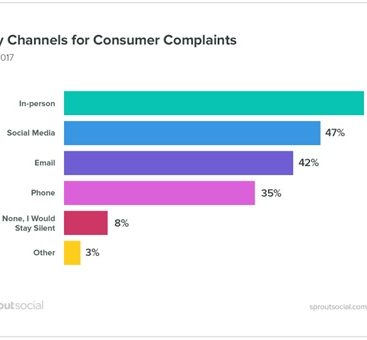 y Channels for Consumer Complaints
017
In-person
Social Media 47%
Email 42%
Phone 35%
None, I Would
Stay Silent 8%
Other 3%
outsocial
sproutsocial.com